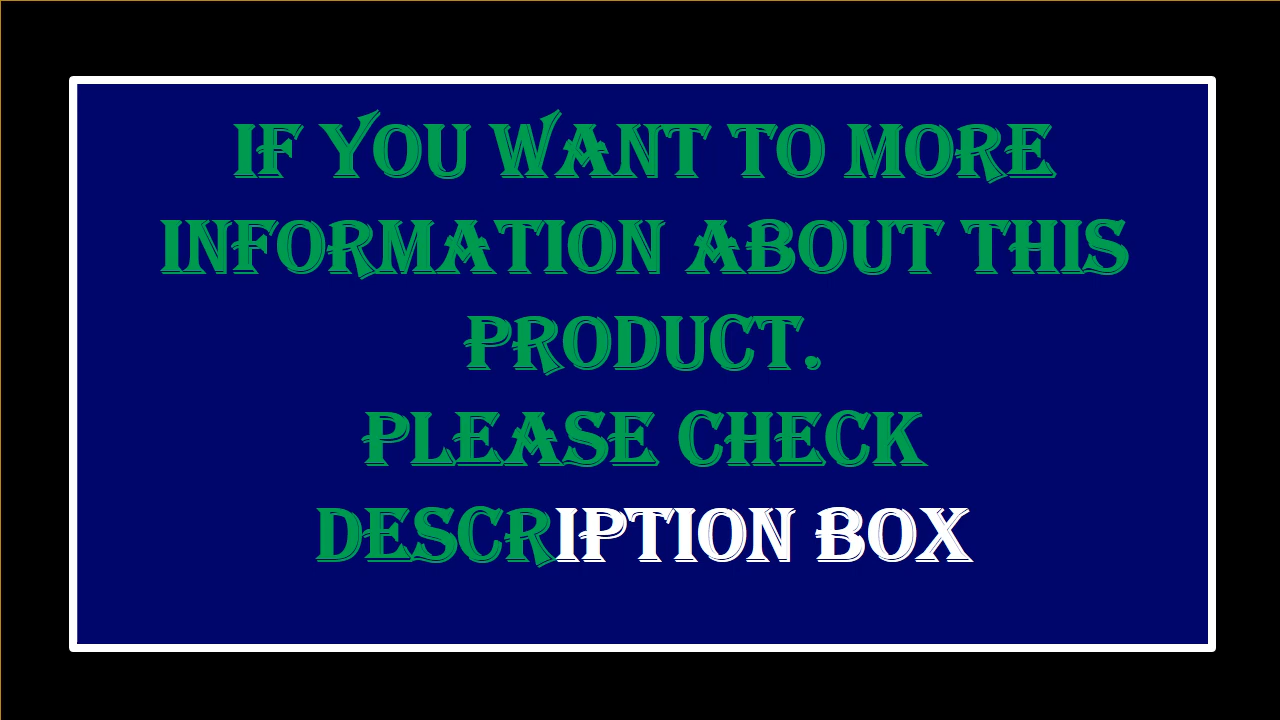 IF YOU WANT TO MORE
INFORMATION ABOUT THIS
PRODUCT.
PLEASE CHECK
DESCRIPTION BOX